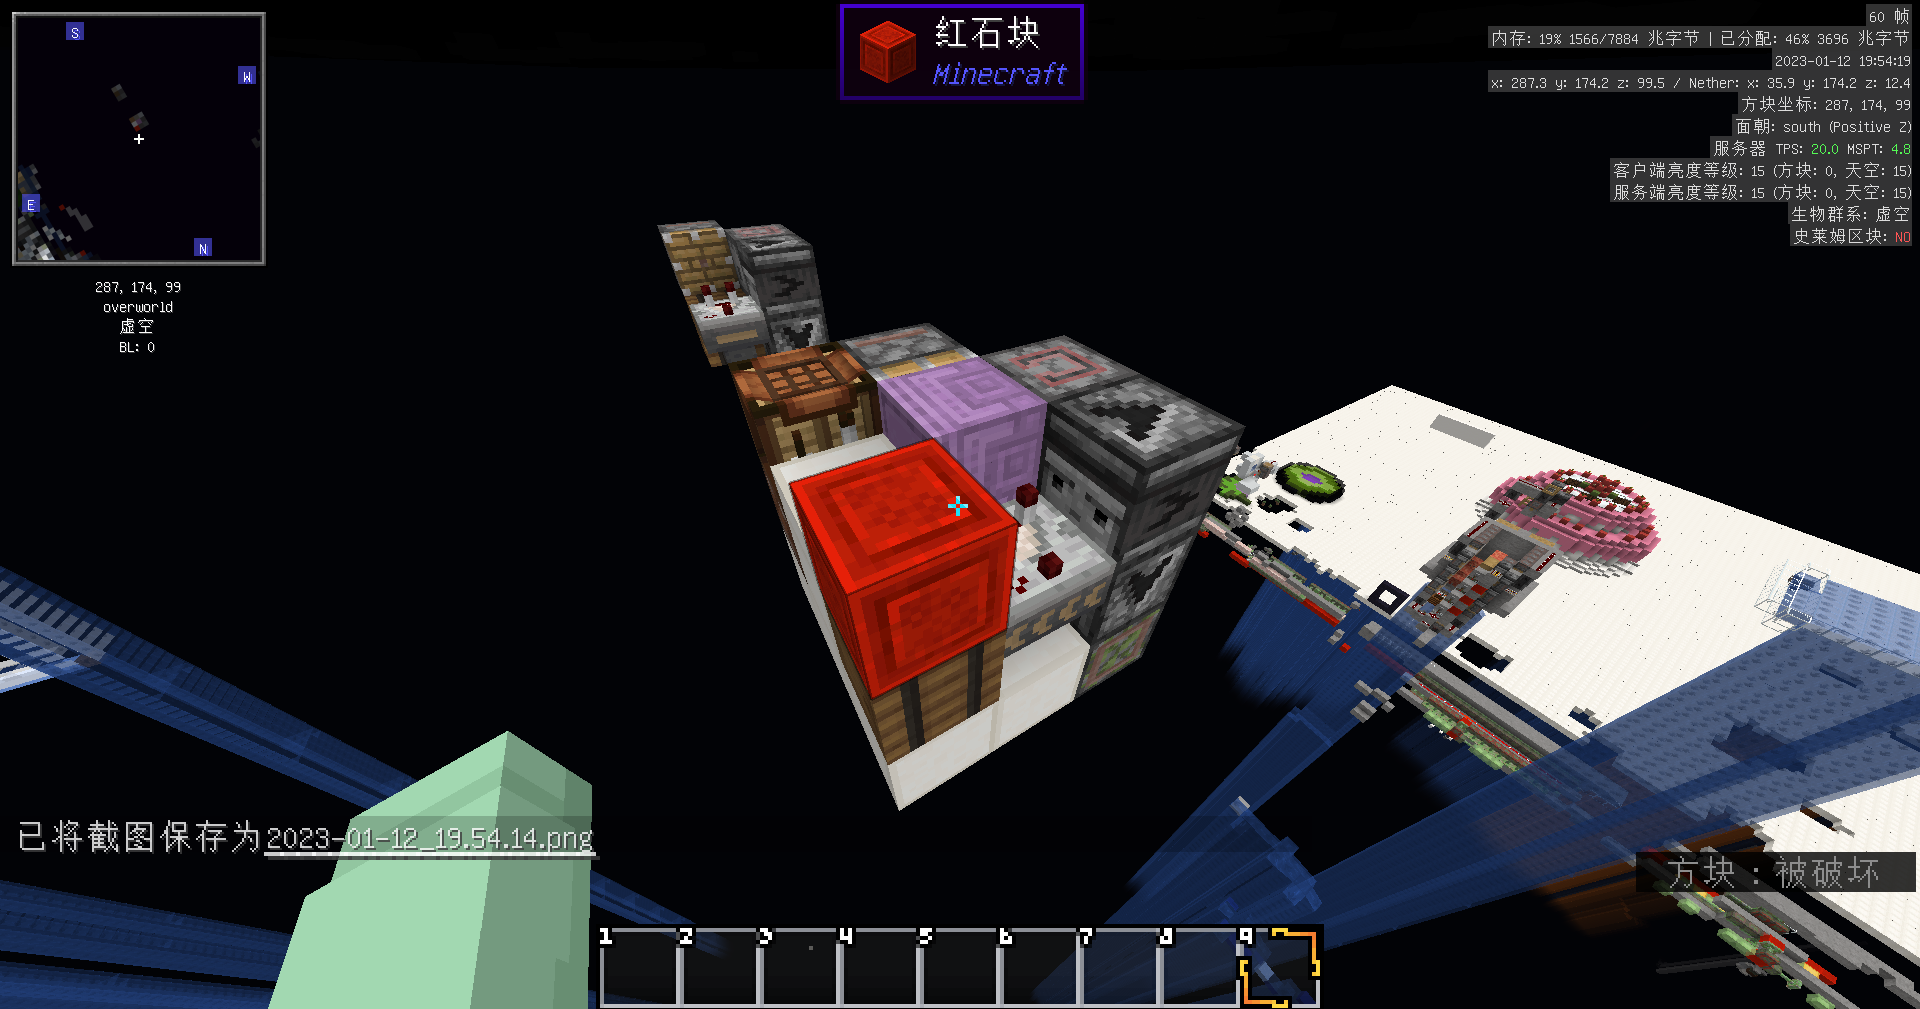 S
W
E
N
287, 174, 99
overworld
虚空
BL: 0
红石块
Minecraft
60 帧
内存: 19% 1566/7884 兆字节 | 已分配: 46% 3696 兆字节
2023-01-12 19:54:19
x: 287.3 y: 174.2 z: 99.5 / Nether: x: 35.9 y: 174.2 z: 12.4
方块坐标: 287, 174, 99
面朝: south (Positive Z)
服务器 TPS: 20.0 MSPT: 4.8
客户端亮度等级: 15 (方块: 0, 天空: 15)
服务端亮度等级: 15 (方块: 0, 天空: 15)
生物群系: 虚空
史莱姆区块: NO
已将截图保存为2023-01-12_19.54.14.png
方块：被破坏
1 2 3 4 5 6 7 8 9